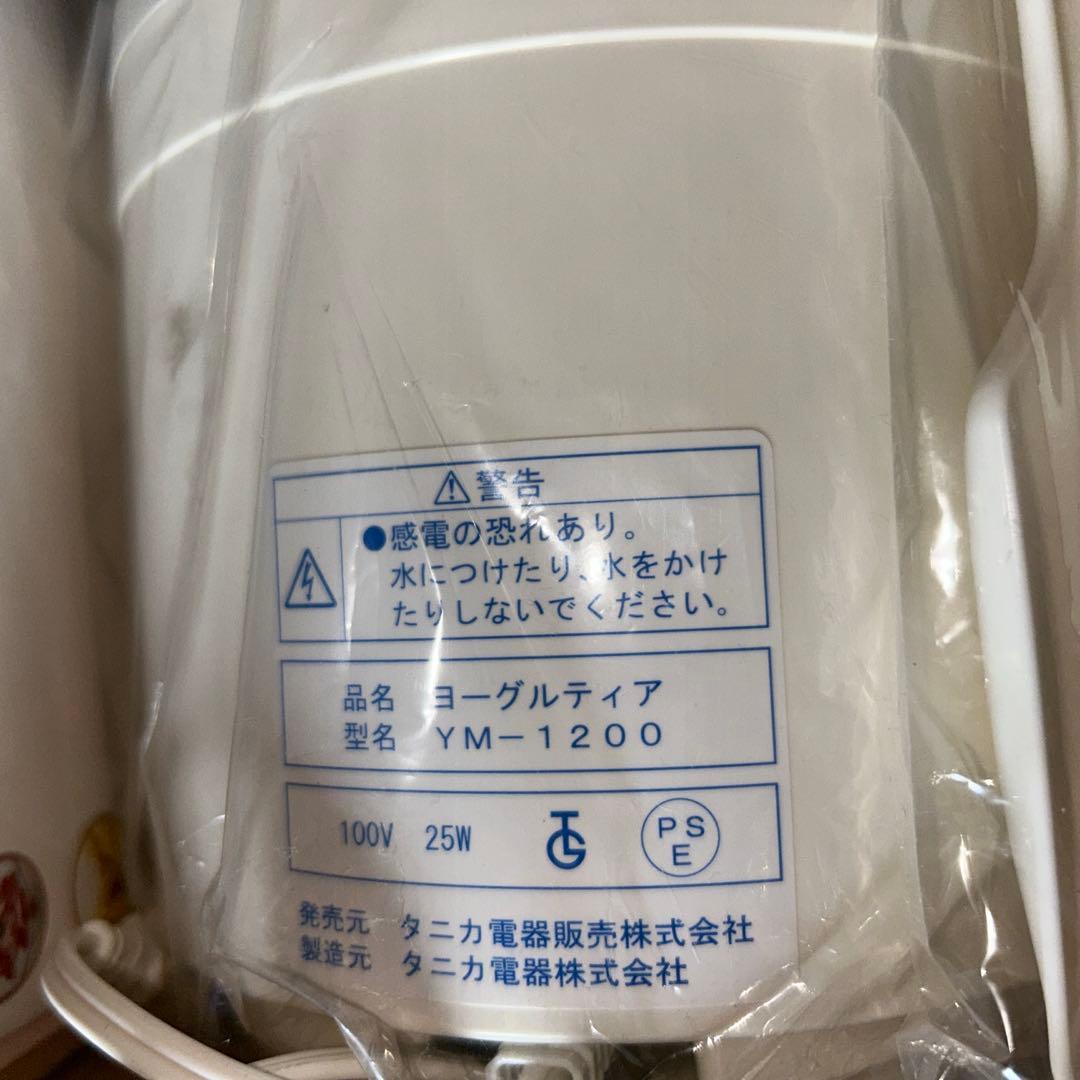 警告
●感電の恐れあり。
水につけたり、水をかけ
たりしないでください。
品名 ヨーグルティア
型名 YM-1200
100V 25W
PS
E
発売元 タニカ電器販売株式会社
製造元 タニカ電器株式会社